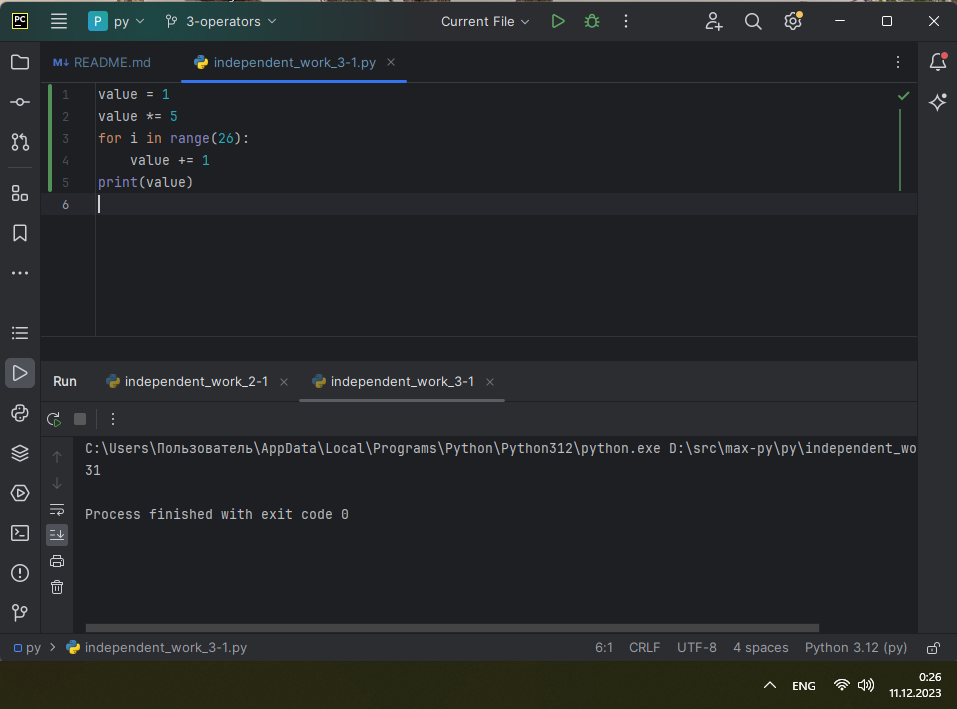 PC P py 3-operators Current File
M↓ README.md independent_work_3-1.py
1 value = 1
2 value *= 5
3 for i in range(26):
4 value += 1
5 print(value)
6
Run independent_work_2-1 independent_work_3-1
C:\Users\Пользователь\AppData\Local\Programs\Python\Python312\python.exe D:\src\max-py\py\independent_wo
31
Process finished with exit code 0
py > independent_work_3-1.py 6:1 CRLF UTF-8 4 spaces Python 3.12 (py)
ENG 0:26
11.12.2023